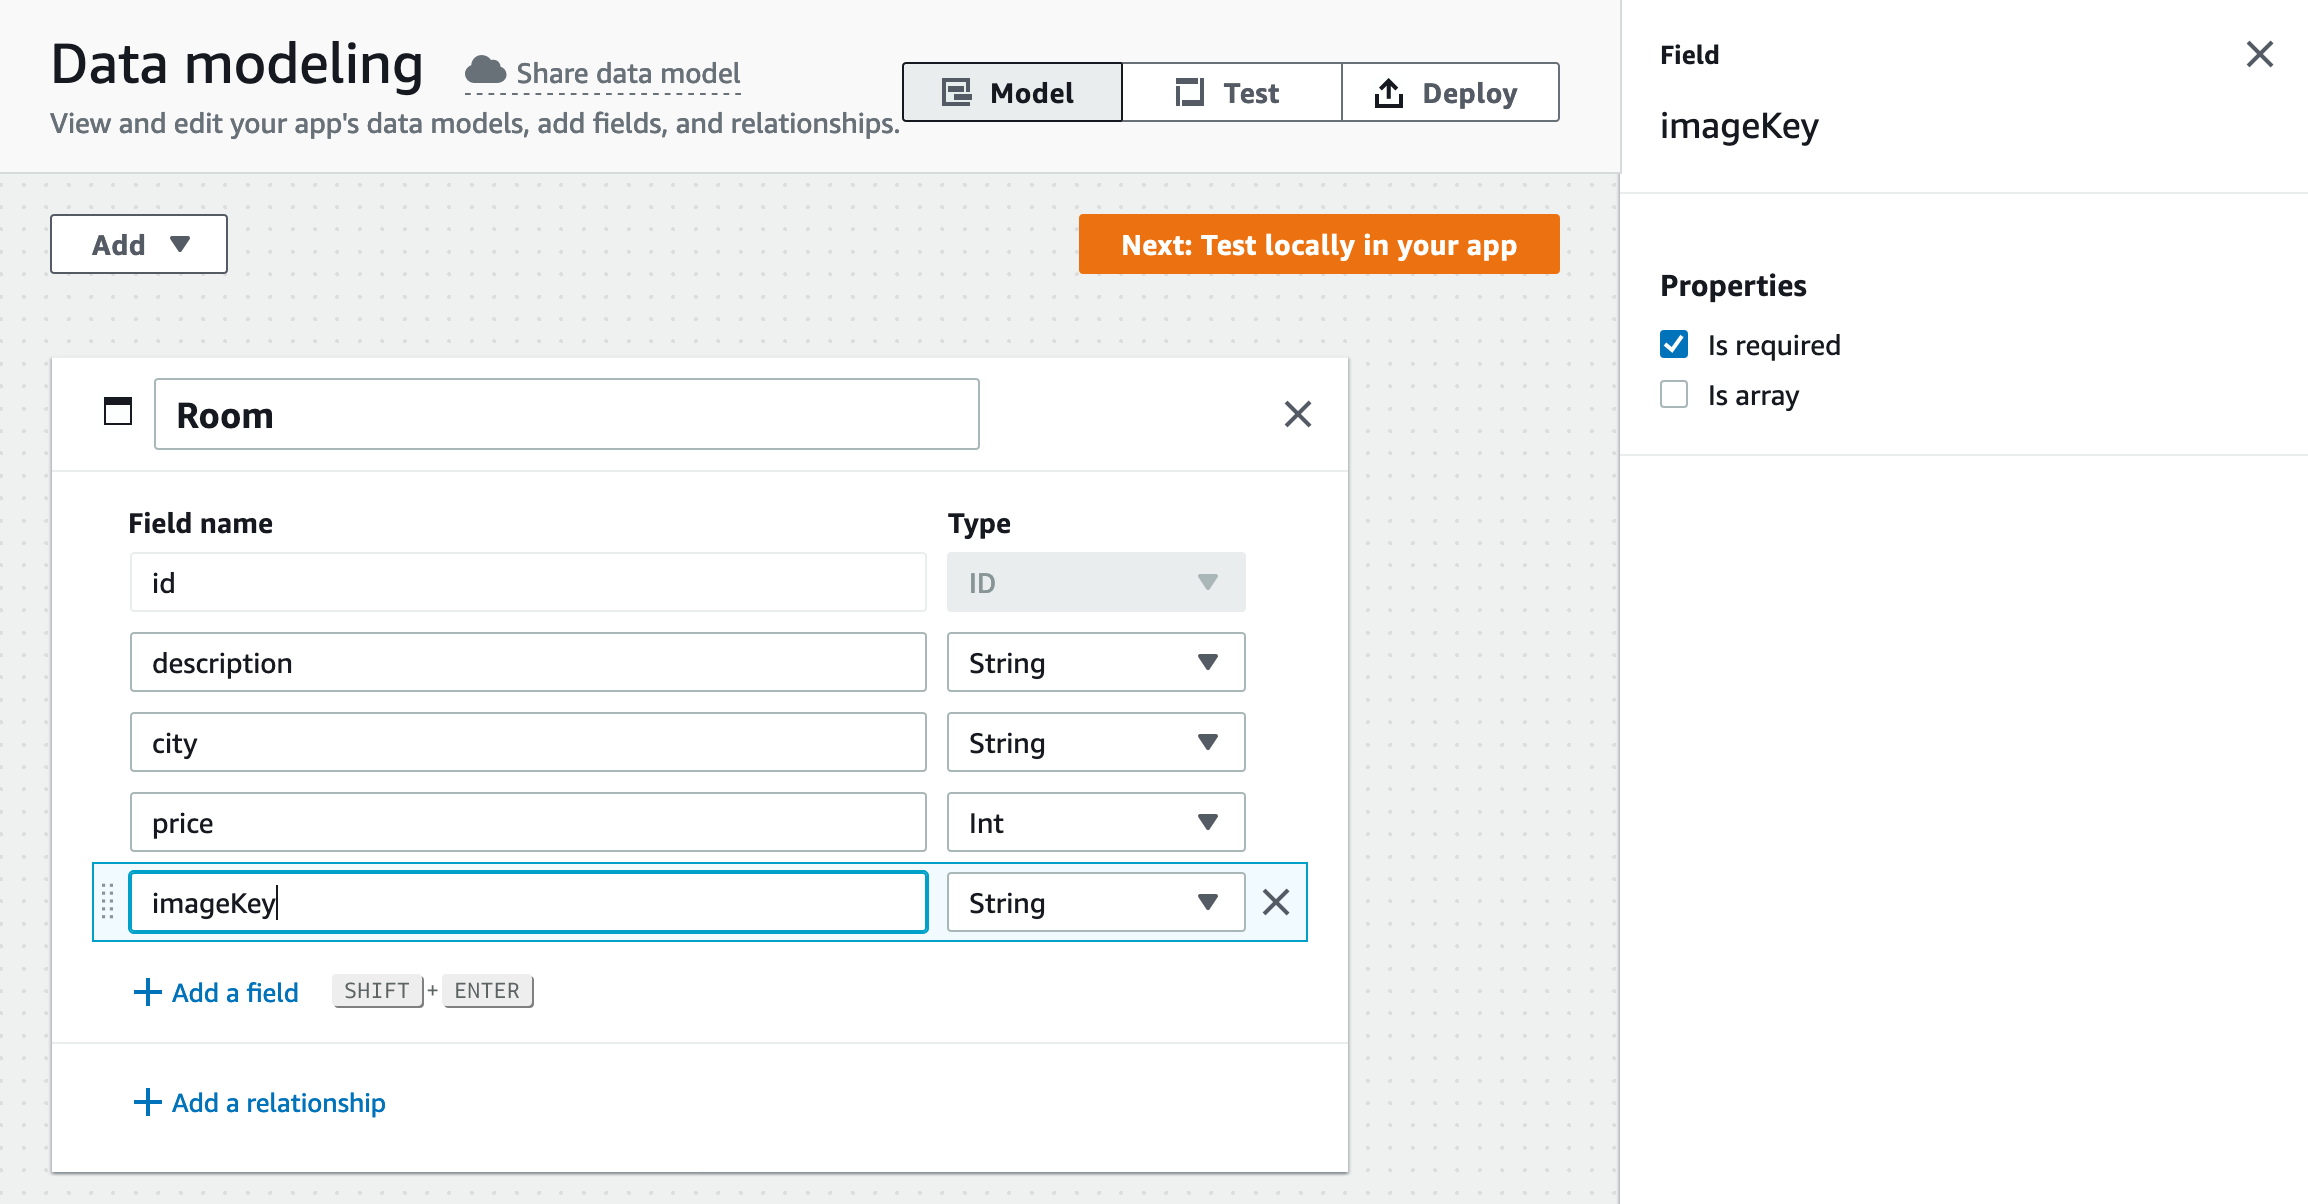 Data modeling
Share data model
View and edit your app's data models, add fields, and relationships.
Model
Test
Deploy
Field
imageKey
Add
Next: Test locally in your app
Properties
Is required
Is array
Room
Field name
Type
id
ID
description
String
city
String
price
Int
imageKey
String
Add a field
SHIFT + ENTER
Add a relationship